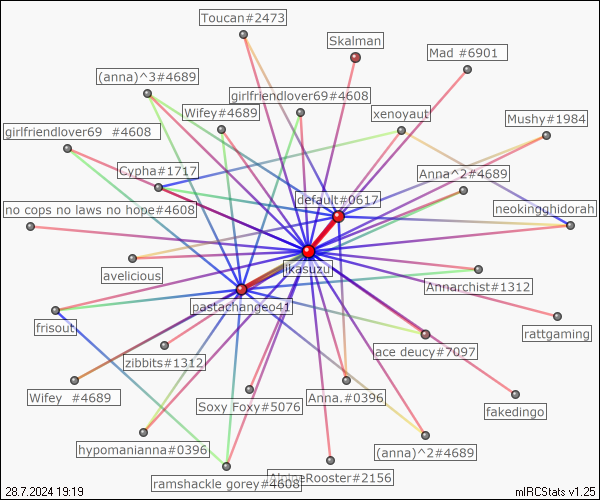 Toucan#2473
Skalman
Mad #6901
(anna)^3#4689
girlfriendlover69#4608
Wifey#4689
xenoyaut
Mushy#1984
girlfriendlover69 #4608
Cypha#1717
Anna^2#4689
default#0617
no cops no laws no hope#4608
neokingghidorah
ikasuzu
avelicious
Annarchist#1312
pastachangeo41
frisout
rattgaming
zibbits#1312
ace deucy#7097
Wifey #4689
Soxy Foxy#5076
Anna.#0396
fakedingo
hypomanianna#0396
(anna)^2#4689
ramshackle gorey#4608
AlpineRooster#2156
28.7.2024 19:19
mIRCStats v1.25